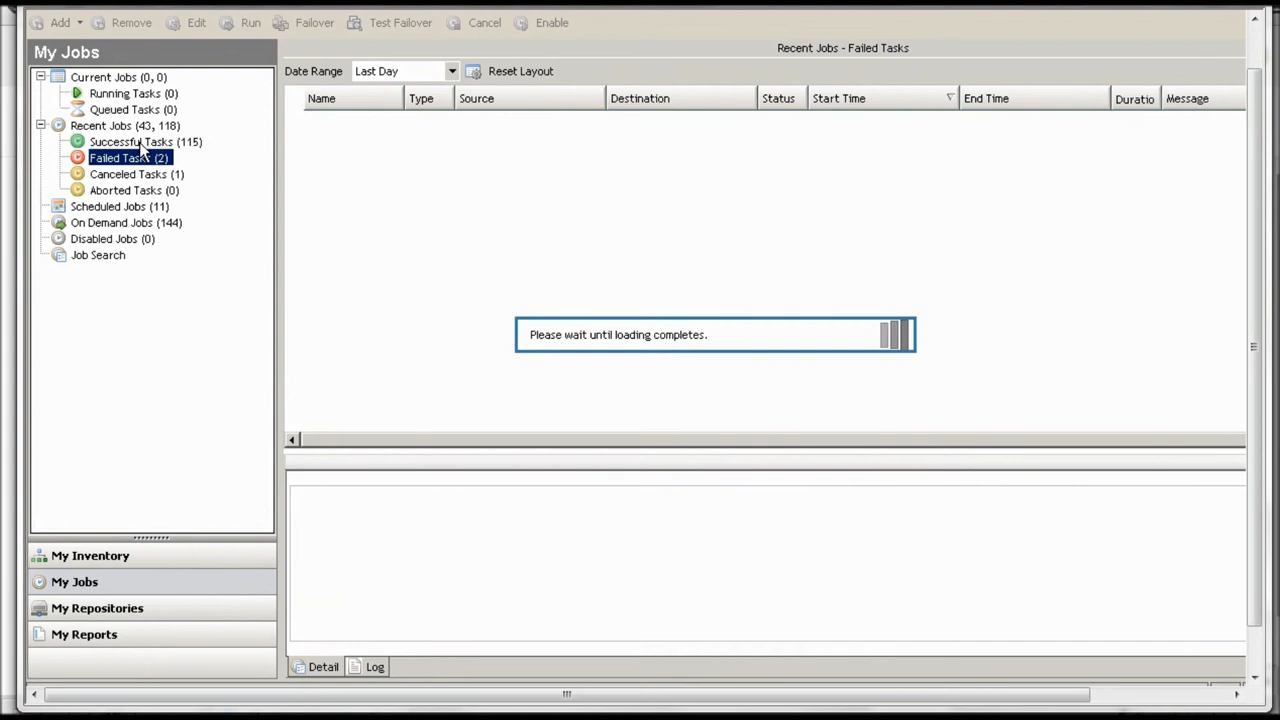 Add Remove Edit Run Failover Test Failover Cancel Enable
My Jobs
Recent Jobs - Failed Tasks
Current Jobs (0, 0)
Running Tasks (0)
Queued Tasks (0)
Recent Jobs (43, 118)
Successful Tasks (115)
Failed Tasks (2)
Canceled Tasks (1)
Aborted Tasks (0)
Scheduled Jobs (11)
On Demand Jobs (144)
Disabled Jobs (0)
Job Search
Date Range Last Day Reset Layout
Name Type Source Destination Status Start Time End Time Duratio Message
Please wait until loading completes.
My Inventory
My Jobs
My Repositories
My Reports
Detail Log